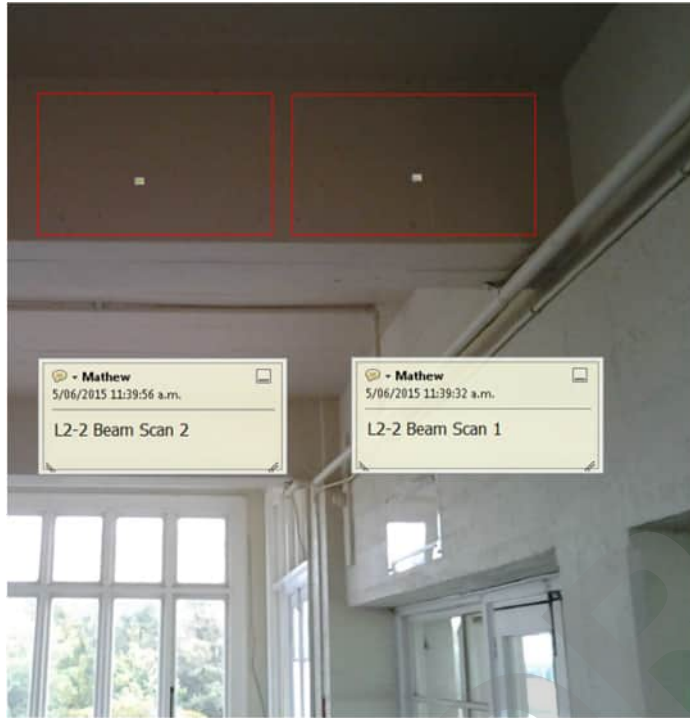 Mathew
5/06/2015 11:39:56 a.m.
L2-2 Beam Scan 2
Mathew
5/06/2015 11:39:32 a.m.
L2-2 Beam Scan 1